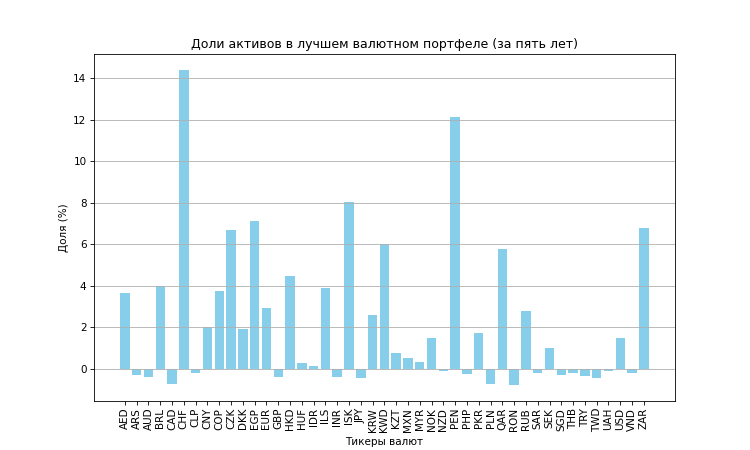 Доли активов в лучшем валютном портфеле (за пять лет)
Доля (%)
14
12
10
8
6
4
2
0
AED ARS AUD BRL CAD CHF CLP CNY COP CZK DKK EGP EUR GBP HKD HUF IDR ILS INR ISK JPY KRW KWD KZT MXN MYR NOK NZD PEN PHP PKR PLN QAR RON RUB SAR SEK SGD THB TRY TWD UAH USD VND ZAR
Тикеры валют